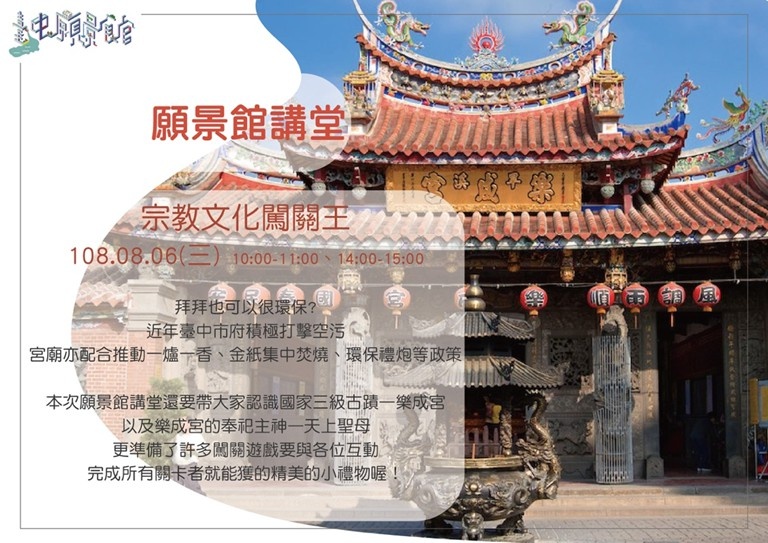 臺中願景館
願景館講堂
宗教文化闖關王
108.08.06(三) 10:00-11:00、14:00-15:00
拜拜也可以很環保?
近年臺中市府積極打擊空污
宮廟亦配合推動一爐一香、金紙集中焚燒、環保禮炮等政策
本次願景館講堂還要帶大家認識國家三級古蹟一樂成宮
以及樂成宮的奉祀主神一天上聖母
更準備了許多闖關遊戲要與各位互動
完成所有關卡者就能獲的精美的小禮物喔！
樂平成溪宮
國
宮
樂
順
雨
調
風